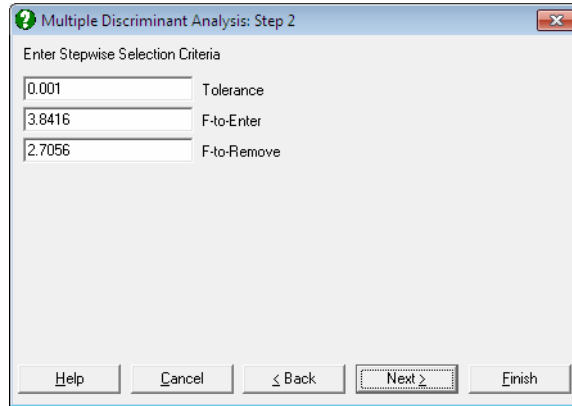 Multiple Discriminant Analysis: Step 2
Enter Stepwise Selection Criteria
0.001 Tolerance
3.8416 F-to-Enter
2.7056 F-to-Remove
Help Cancel < Back Next > Finish